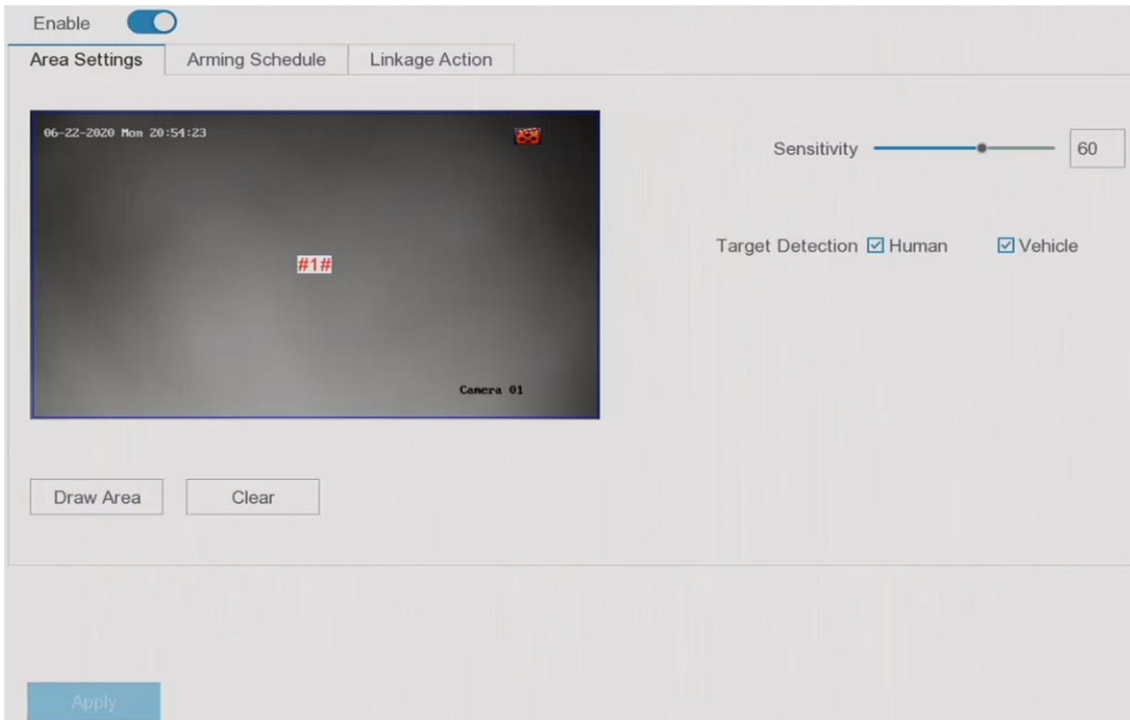 Enable
Area Settings Arming Schedule Linkage Action
06-22-2020 Mon 20:54:23
Sensitivity 60
Target Detection Human Vehicle
#1#
Camera 01
Draw Area Clear
Apply